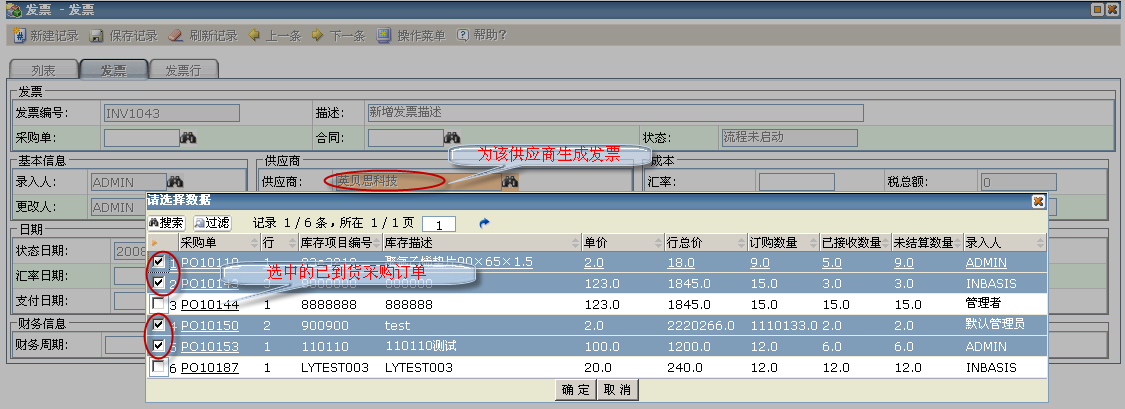 发票 - 发票
新建记录 保存记录 刷新记录 上一条 下一条 操作菜单 帮助?
列表 发票 发票行
发票
发票编号: INV1043 描述: 新增发票描述
采购单: 合同: 状态: 流程未启动
基本信息 供应商 成本
为该供应商生成发票
录入人: ADMIN 供应商: 英贝思科技 汇率: 税总额: 0
更改人: ADMIN
请选择数据
搜索 过滤 记录 1 / 6 条,所在 1 / 1 页 1
日期
状态日期: 2008
汇率日期:
支付日期:
财务信息
财务周期:
采购单 行 库存项目编号 库存描述 单价 行总价 订购数量 已接收数量 未结算数量 录入人
1 PO10110 1 聚氯乙烯垫片90×65×1.5 2.0 18.0 9.0 5.0 9.0 ADMIN
选中的已到货采购订单
2 PO10143 000000 123.0 1845.0 15.0 3.0 3.0 INBASIS
3 PO10144 1 8888888 888888 123.0 1845.0 15.0 15.0 15.0 管理者
4 PO10150 2 900900 test 2.0 2220266.0 1110133.0 2.0 2.0 默认管理员
5 PO10153 1 110110 110110测试 100.0 1200.0 12.0 6.0 6.0 ADMIN
6 PO10187 1 LYTEST003 LYTEST003 20.0 240.0 12.0 12.0 12.0 INBASIS
确 定 取 消